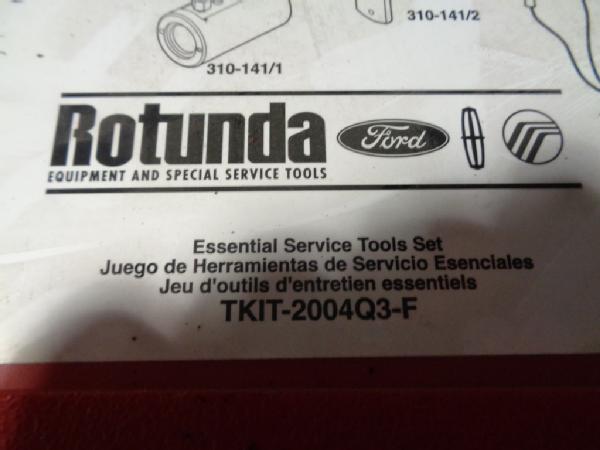 310-141/2
310-141/1
Rotunda
Ford
EQUIPMENT AND SPECIAL SERVICE TOOLS
Essential Service Tools Set
Juego de Herramientas de Servicio Esenciales
Jeu d'outils d'entretien essentiels
TKIT-2004Q3-F